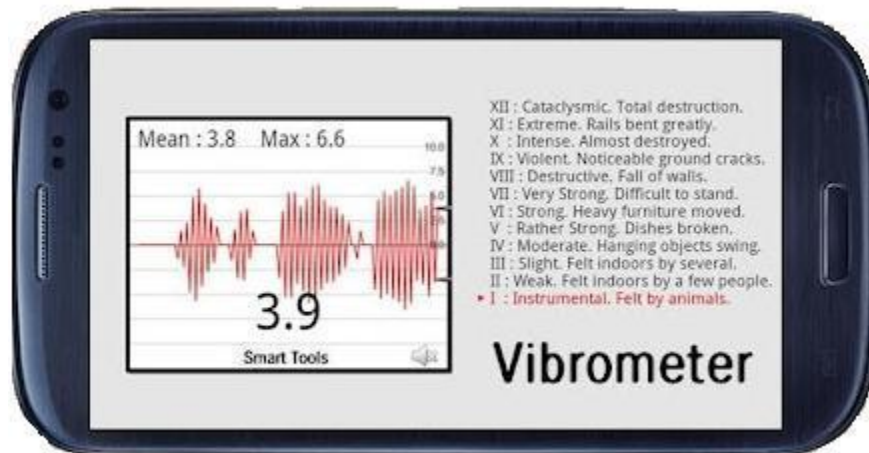 Mean : 3.8 Max : 6.6
10.0
7.5
5.0
2.5
0.0
3.9
Smart Tools
XII : Cataclysmic. Total destruction.
XI : Extreme. Rails bent greatly.
X : Intense. Almost destroyed.
IX : Violent. Noticeable ground cracks.
VIII : Destructive. Fall of walls.
VII : Very Strong. Difficult to stand.
VI : Strong. Heavy furniture moved.
V : Rather Strong. Dishes broken.
IV : Moderate. Hanging objects swing.
III : Slight. Felt indoors by several.
II : Weak. Felt indoors by a few people.
I : Instrumental. Felt by animals.
Vibrometer